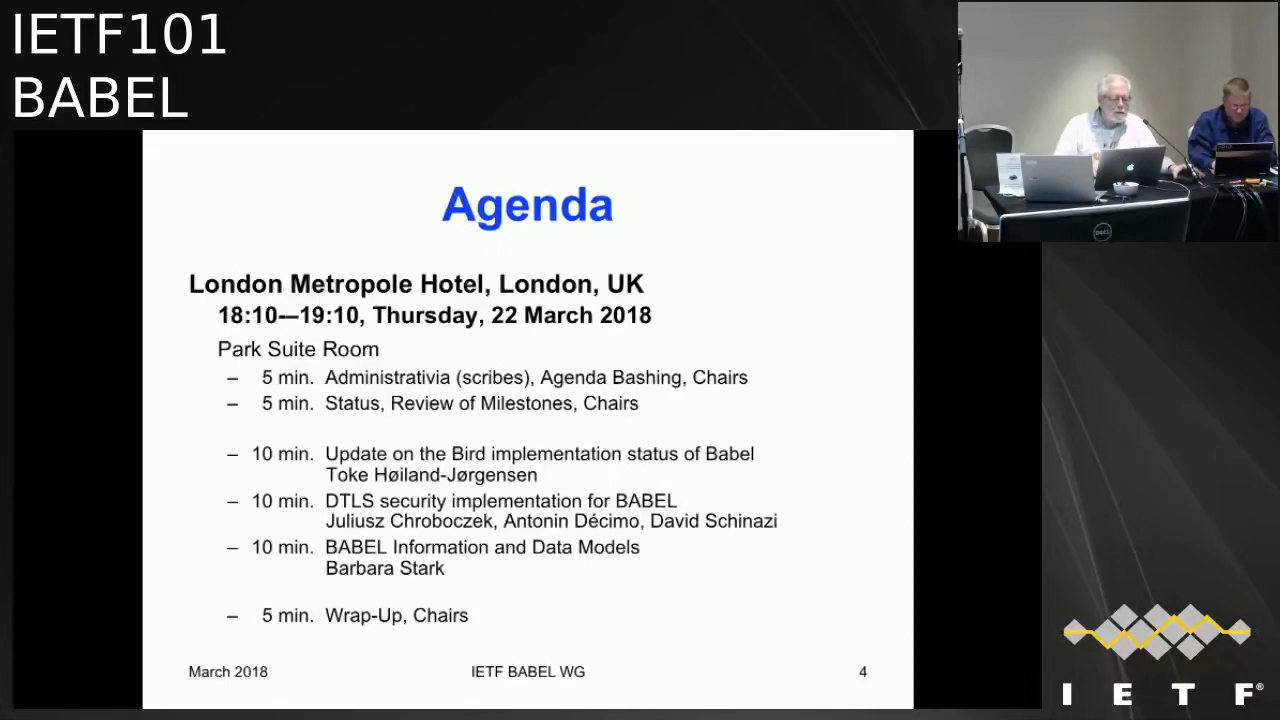 IETF101
BABEL
Agenda
London Metropole Hotel, London, UK
18:10-–19:10, Thursday, 22 March 2018
Park Suite Room
– 5 min. Administrativia (scribes), Agenda Bashing, Chairs
– 5 min. Status, Review of Milestones, Chairs
– 10 min. Update on the Bird implementation status of Babel
Toke Høiland-Jørgensen
– 10 min. DTLS security implementation for BABEL
Juliusz Chroboczek, Antonin Décimo, David Schinazi
– 10 min. BABEL Information and Data Models
Barbara Stark
– 5 min. Wrap-Up, Chairs
March 2018 IETF BABEL WG 4
DELL
I E T F®